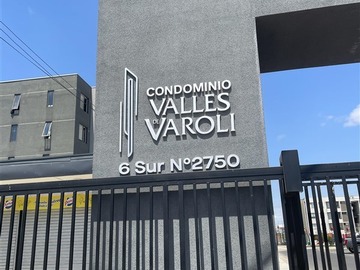 CONDOMINIO
VALLES
DE
VAROLI
6 Sur N°2750